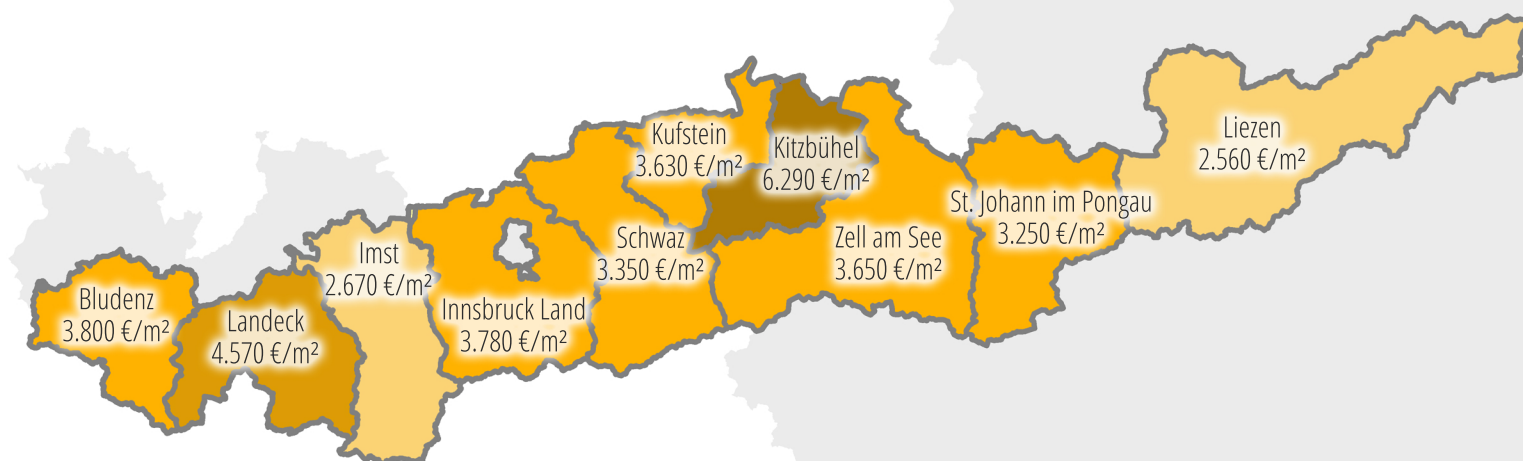 Bludenz
3.800 €/m²
Landeck
4.570 €/m²
Imst
2.670 €/m²
Innsbruck Land
3.780 €/m²
Schwaz
3.350 €/m²
Kufstein
3.630 €/m²
Kitzbühel
6.290 €/m²
Zell am See
3.650 €/m²
St. Johann im Pongau
3.250 €/m²
Liezen
2.560 €/m²